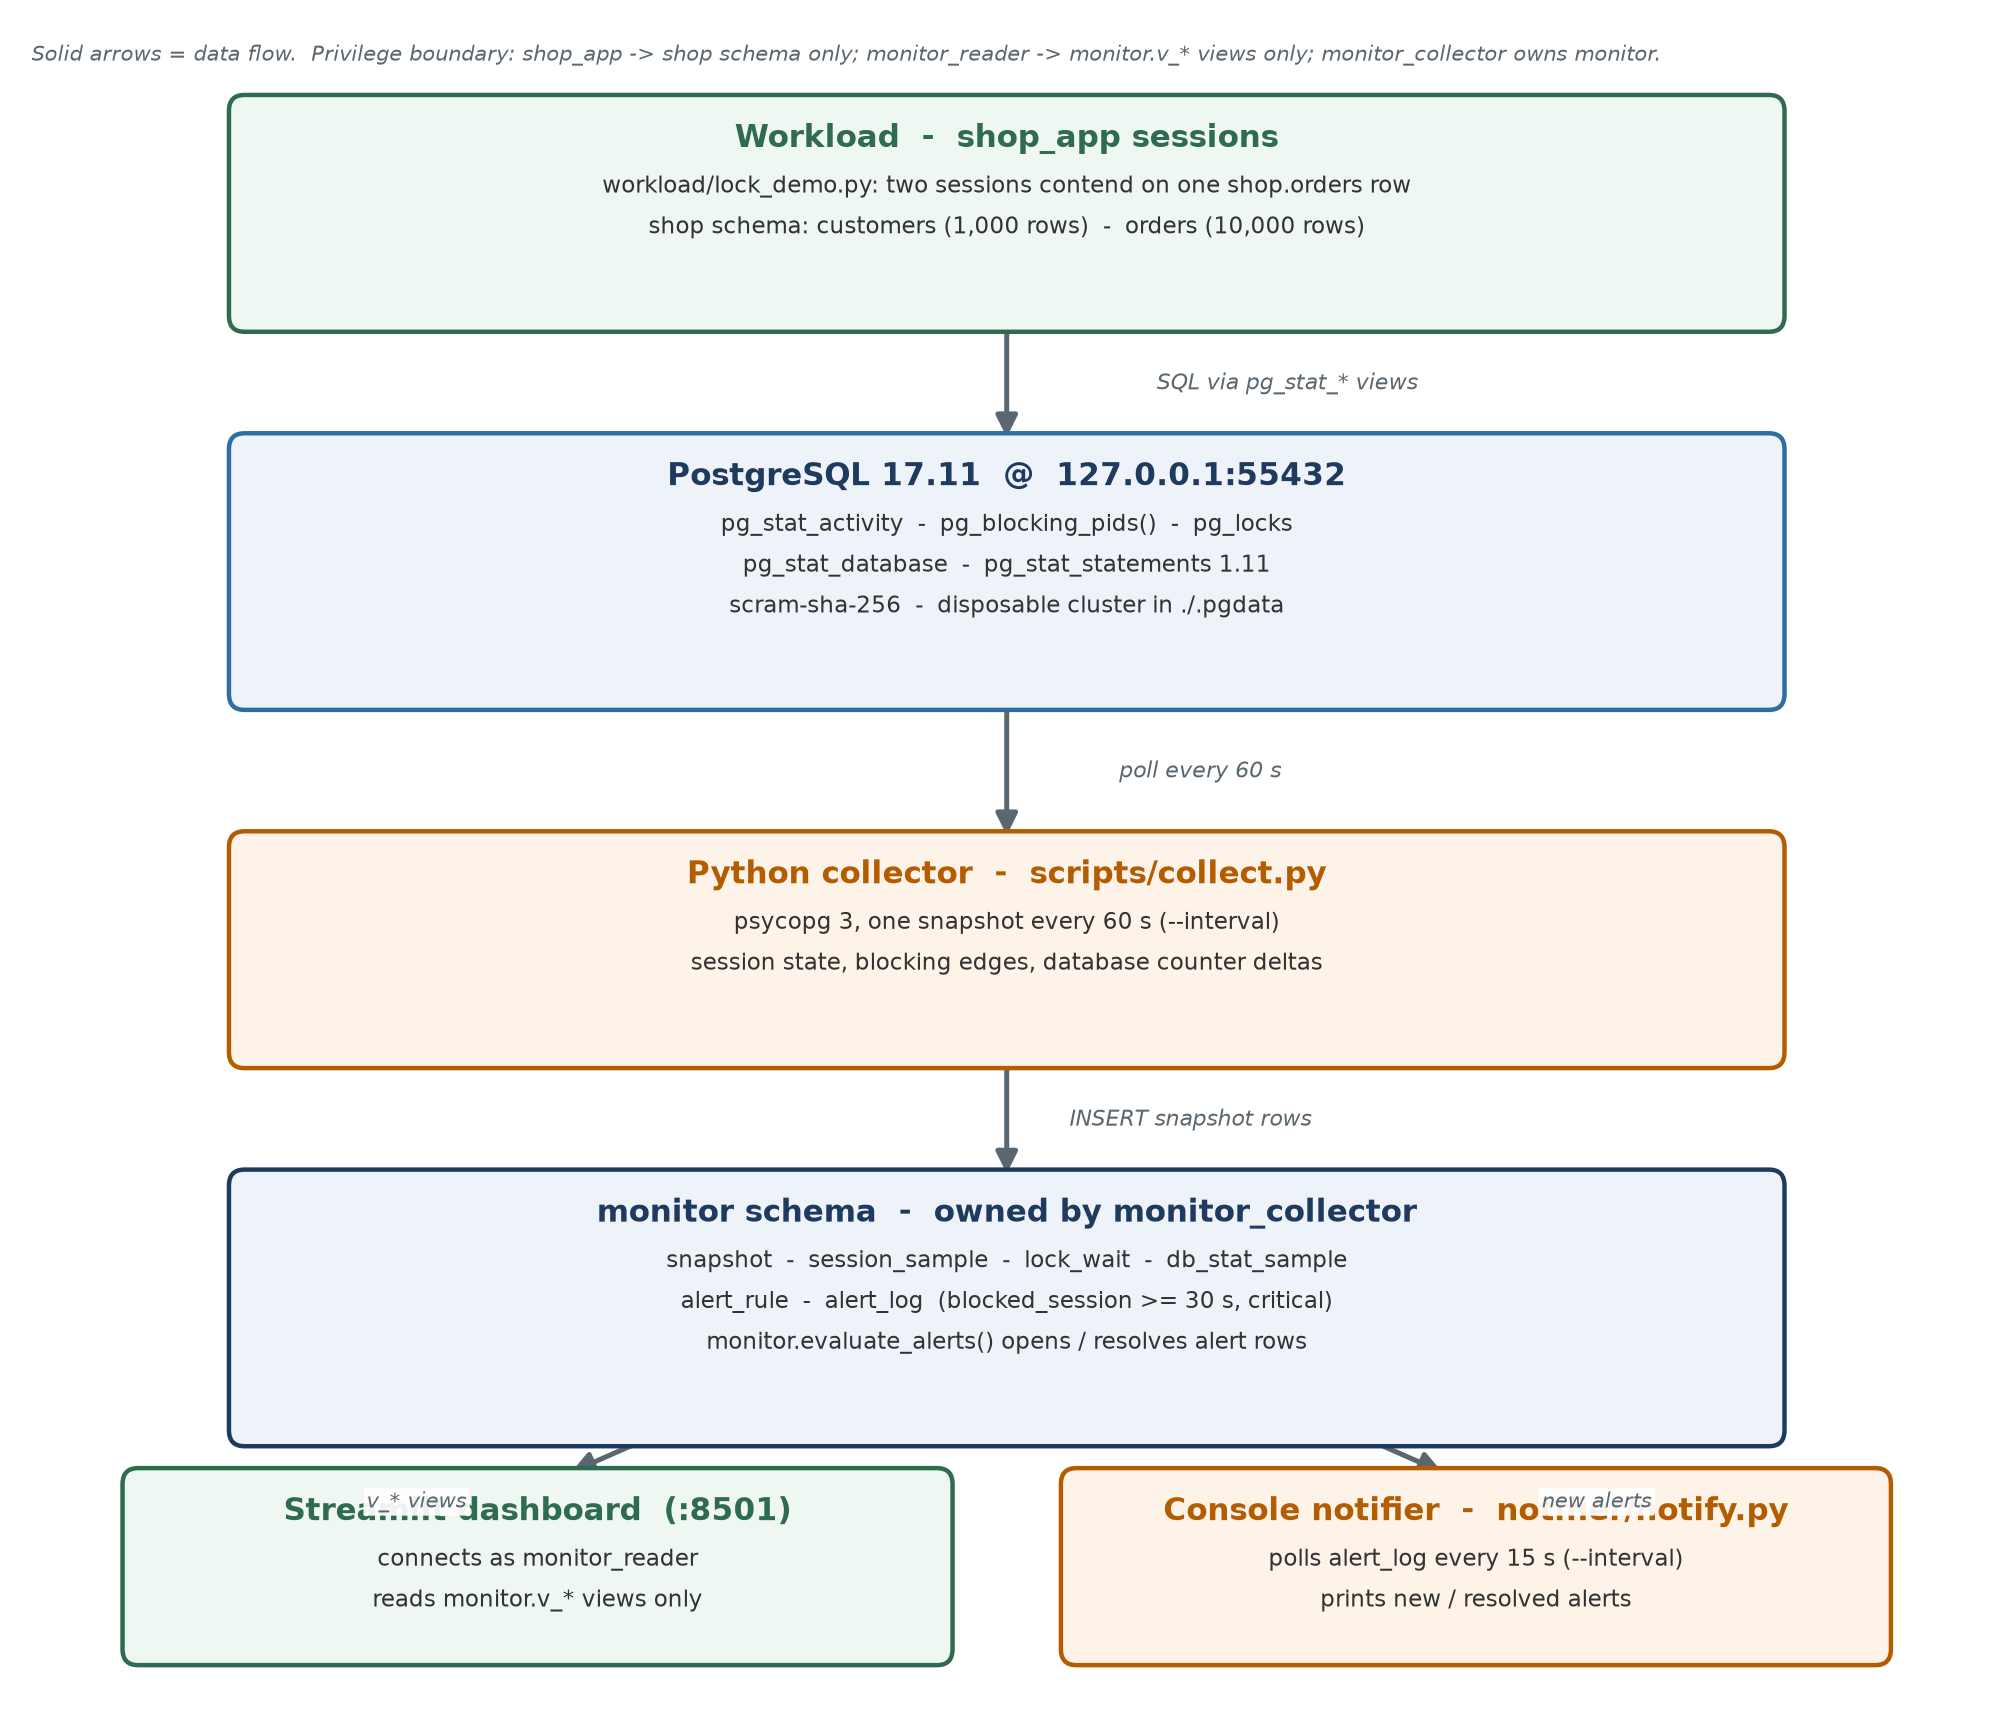 Solid arrows = data flow.  Privilege boundary: shop_app -> shop schema only; monitor_reader -> monitor.v_* views only; monitor_collector owns monitor.
Workload  -  shop_app sessions
workload/lock_demo.py: two sessions contend on one shop.orders row
shop schema: customers (1,000 rows)  -  orders (10,000 rows)
SQL via pg_stat_* views
PostgreSQL 17.11  @  127.0.0.1:55432
pg_stat_activity  -  pg_blocking_pids()  -  pg_locks
pg_stat_database  -  pg_stat_statements 1.11
scram-sha-256  -  disposable cluster in ./.pgdata
poll every 60 s
Python collector  -  scripts/collect.py
psycopg 3, one snapshot every 60 s (--interval)
session state, blocking edges, database counter deltas
INSERT snapshot rows
monitor schema  -  owned by monitor_collector
snapshot  -  session_sample  -  lock_wait  -  db_stat_sample
alert_rule  -  alert_log  (blocked_session >= 30 s, critical)
monitor.evaluate_alerts() opens / resolves alert rows
v_* views
Streamlit dashboard  (:8501)
connects as monitor_reader
reads monitor.v_* views only
new alerts
Console notifier  -  notifier/notify.py
polls alert_log every 15 s (--interval)
prints new / resolved alerts